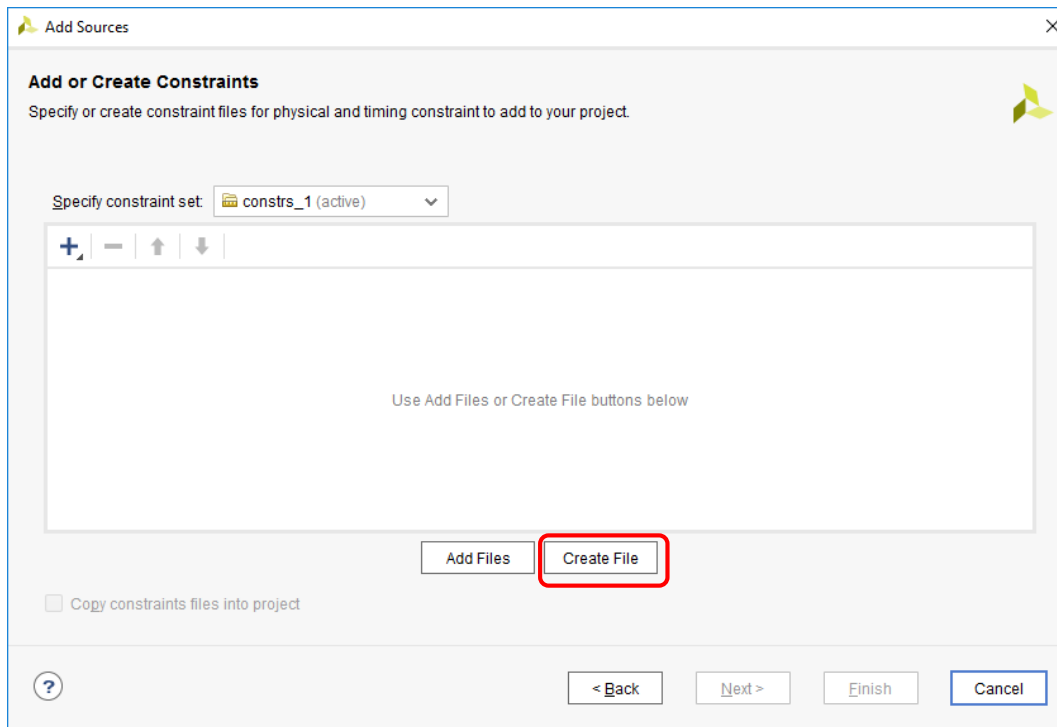 Add Sources
Add or Create Constraints
Specify or create constraint files for physical and timing constraint to add to your project.
Specify constraint set: constrs_1 (active)
Use Add Files or Create File buttons below
Add Files Create File
Copy constraints files into project
? < Back Next > Finish Cancel